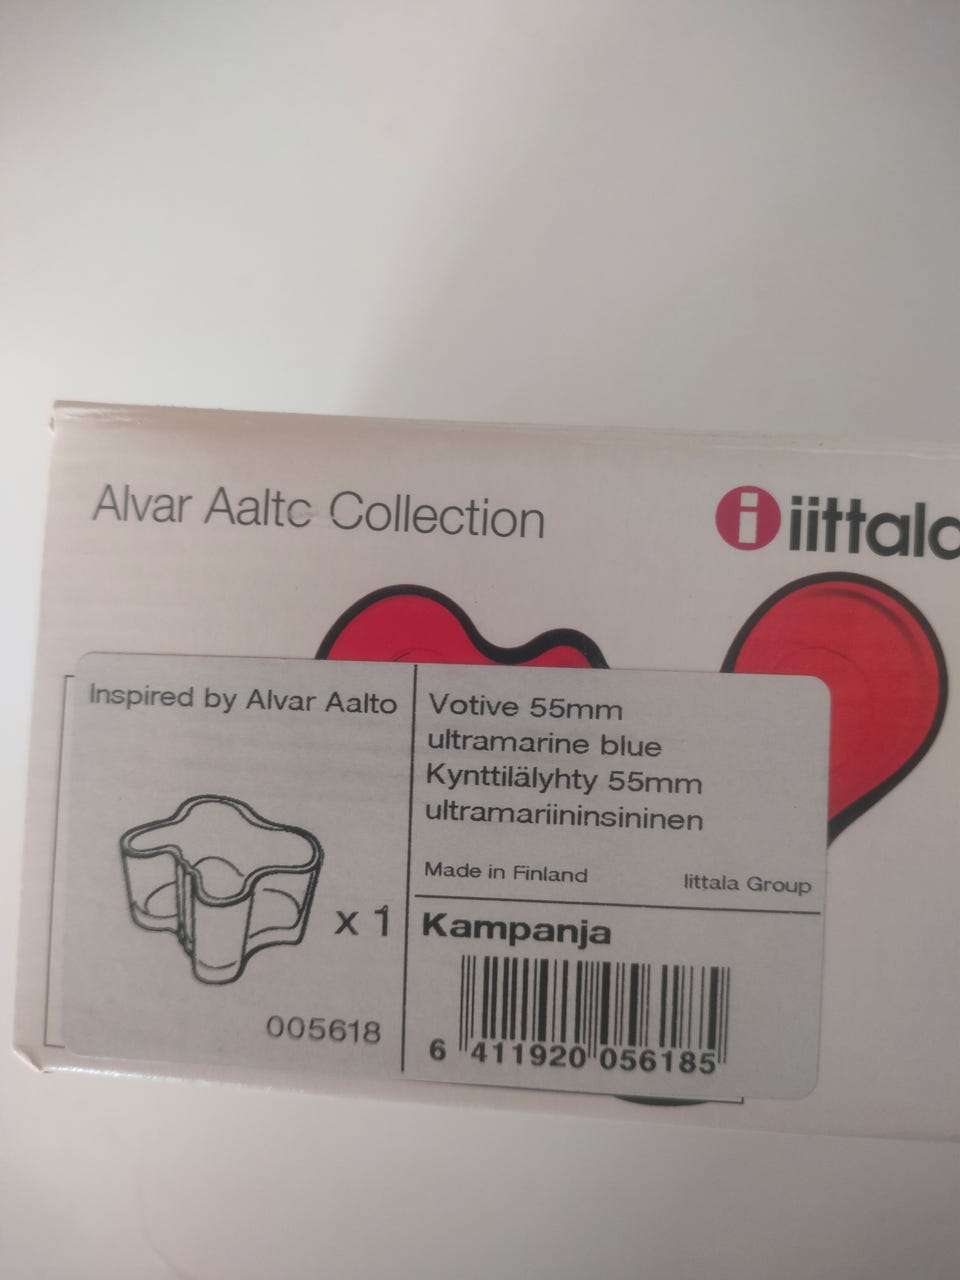 Alvar Aalto Collection
i iittala
Inspired by Alvar Aalto
x 1
005618
Votive 55mm
ultramarine blue
Kynttilälyhty 55mm
ultramariininsininen
Made in Finland
Iittala Group
Kampanja
6 411920 056185